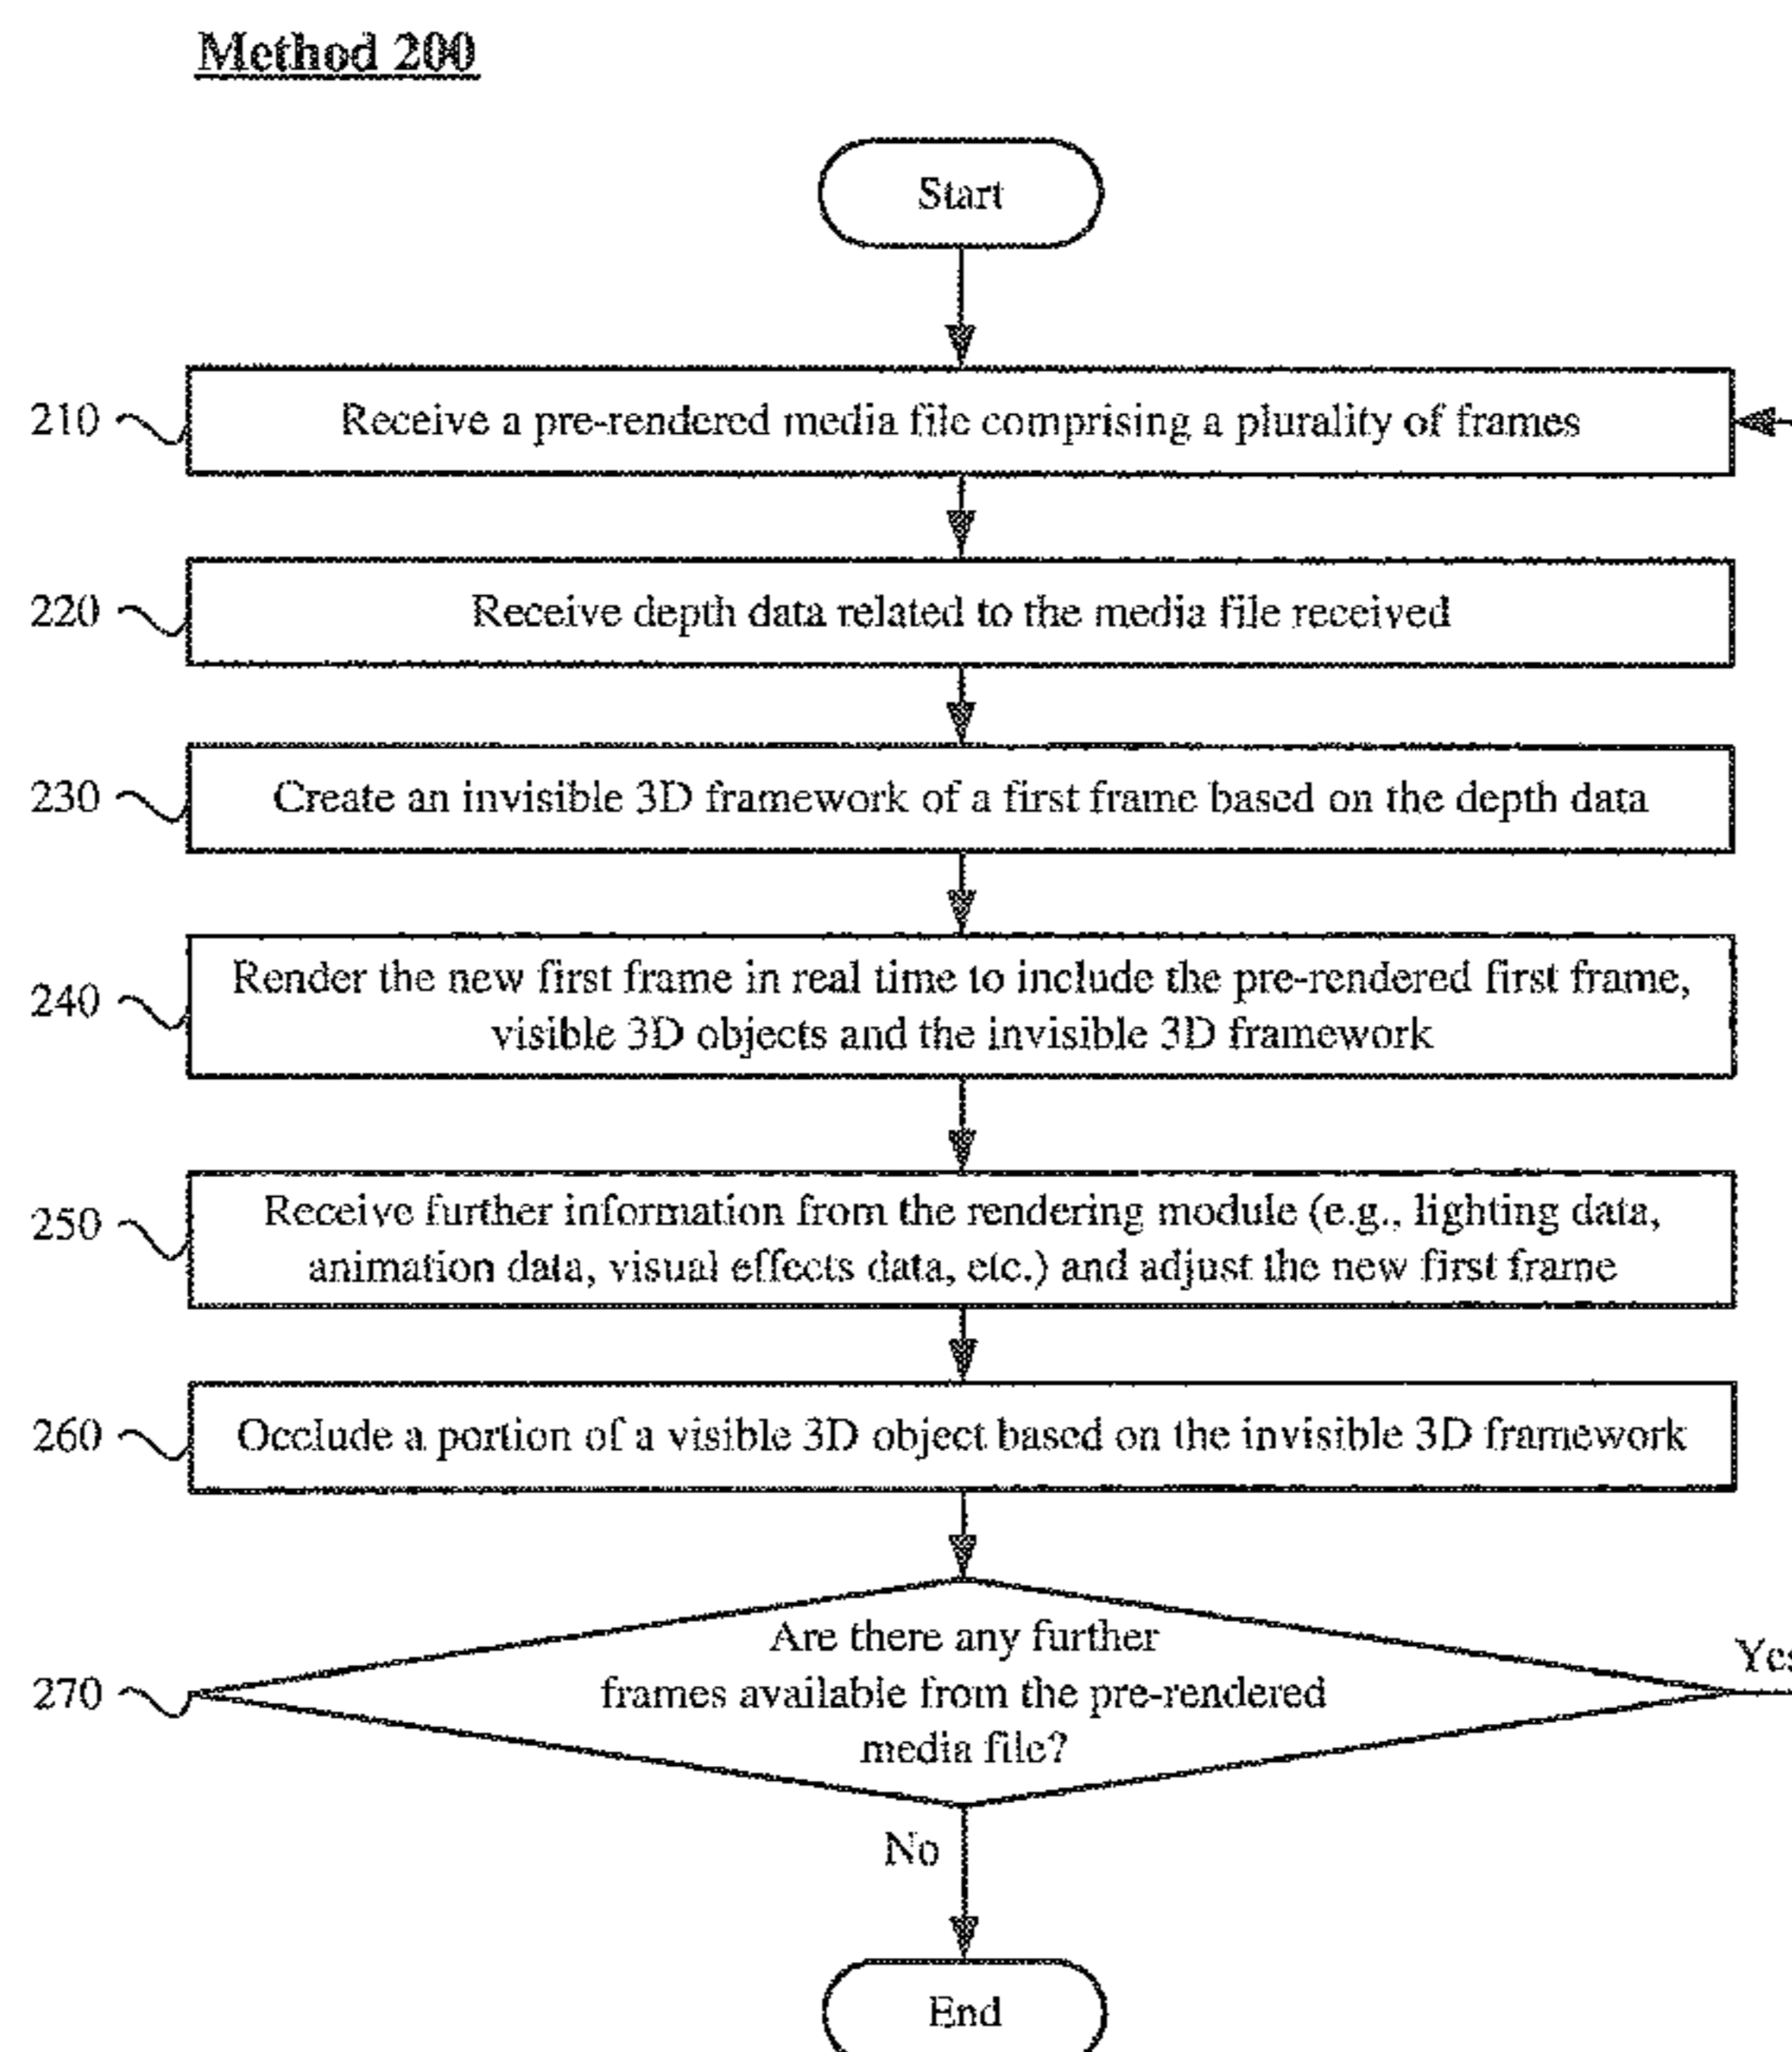 Method 200
Start
210
Receive a pre-rendered media file comprising a plurality of frames
220
Receive depth data related to the media file received
230
Create an invisible 3D framework of a first frame based on the depth data
240
Render the new first frame in real time to include the pre-rendered first frame,
visible 3D objects and the invisible 3D framework
250
Receive further information from the rendering module (e.g., lighting data,
animation data, visual effects data, etc.) and adjust the new first frame
260
Occlude a portion of a visible 3D object based on the invisible 3D framework
270
Are there any further
frames available from the pre-rendered
media file?
Yes
No
End